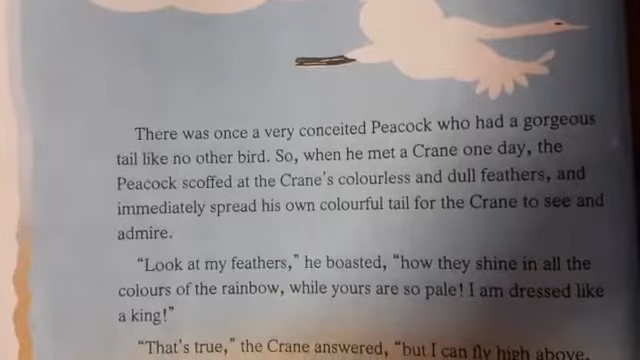 There was once a very conceited Peacock who had a gorgeous
tail like no other bird. So, when he met a Crane one day, the
Peacock scoffed at the Crane's colourless and dull feathers, and
immediately spread his own colourful tail for the Crane to see and
admire.
"Look at my feathers," he boasted, "how they shine in all the
colours of the rainbow, while yours are so pale! I am dressed like
a king!"
"That's true," the Crane answered, "but I can fly high above,